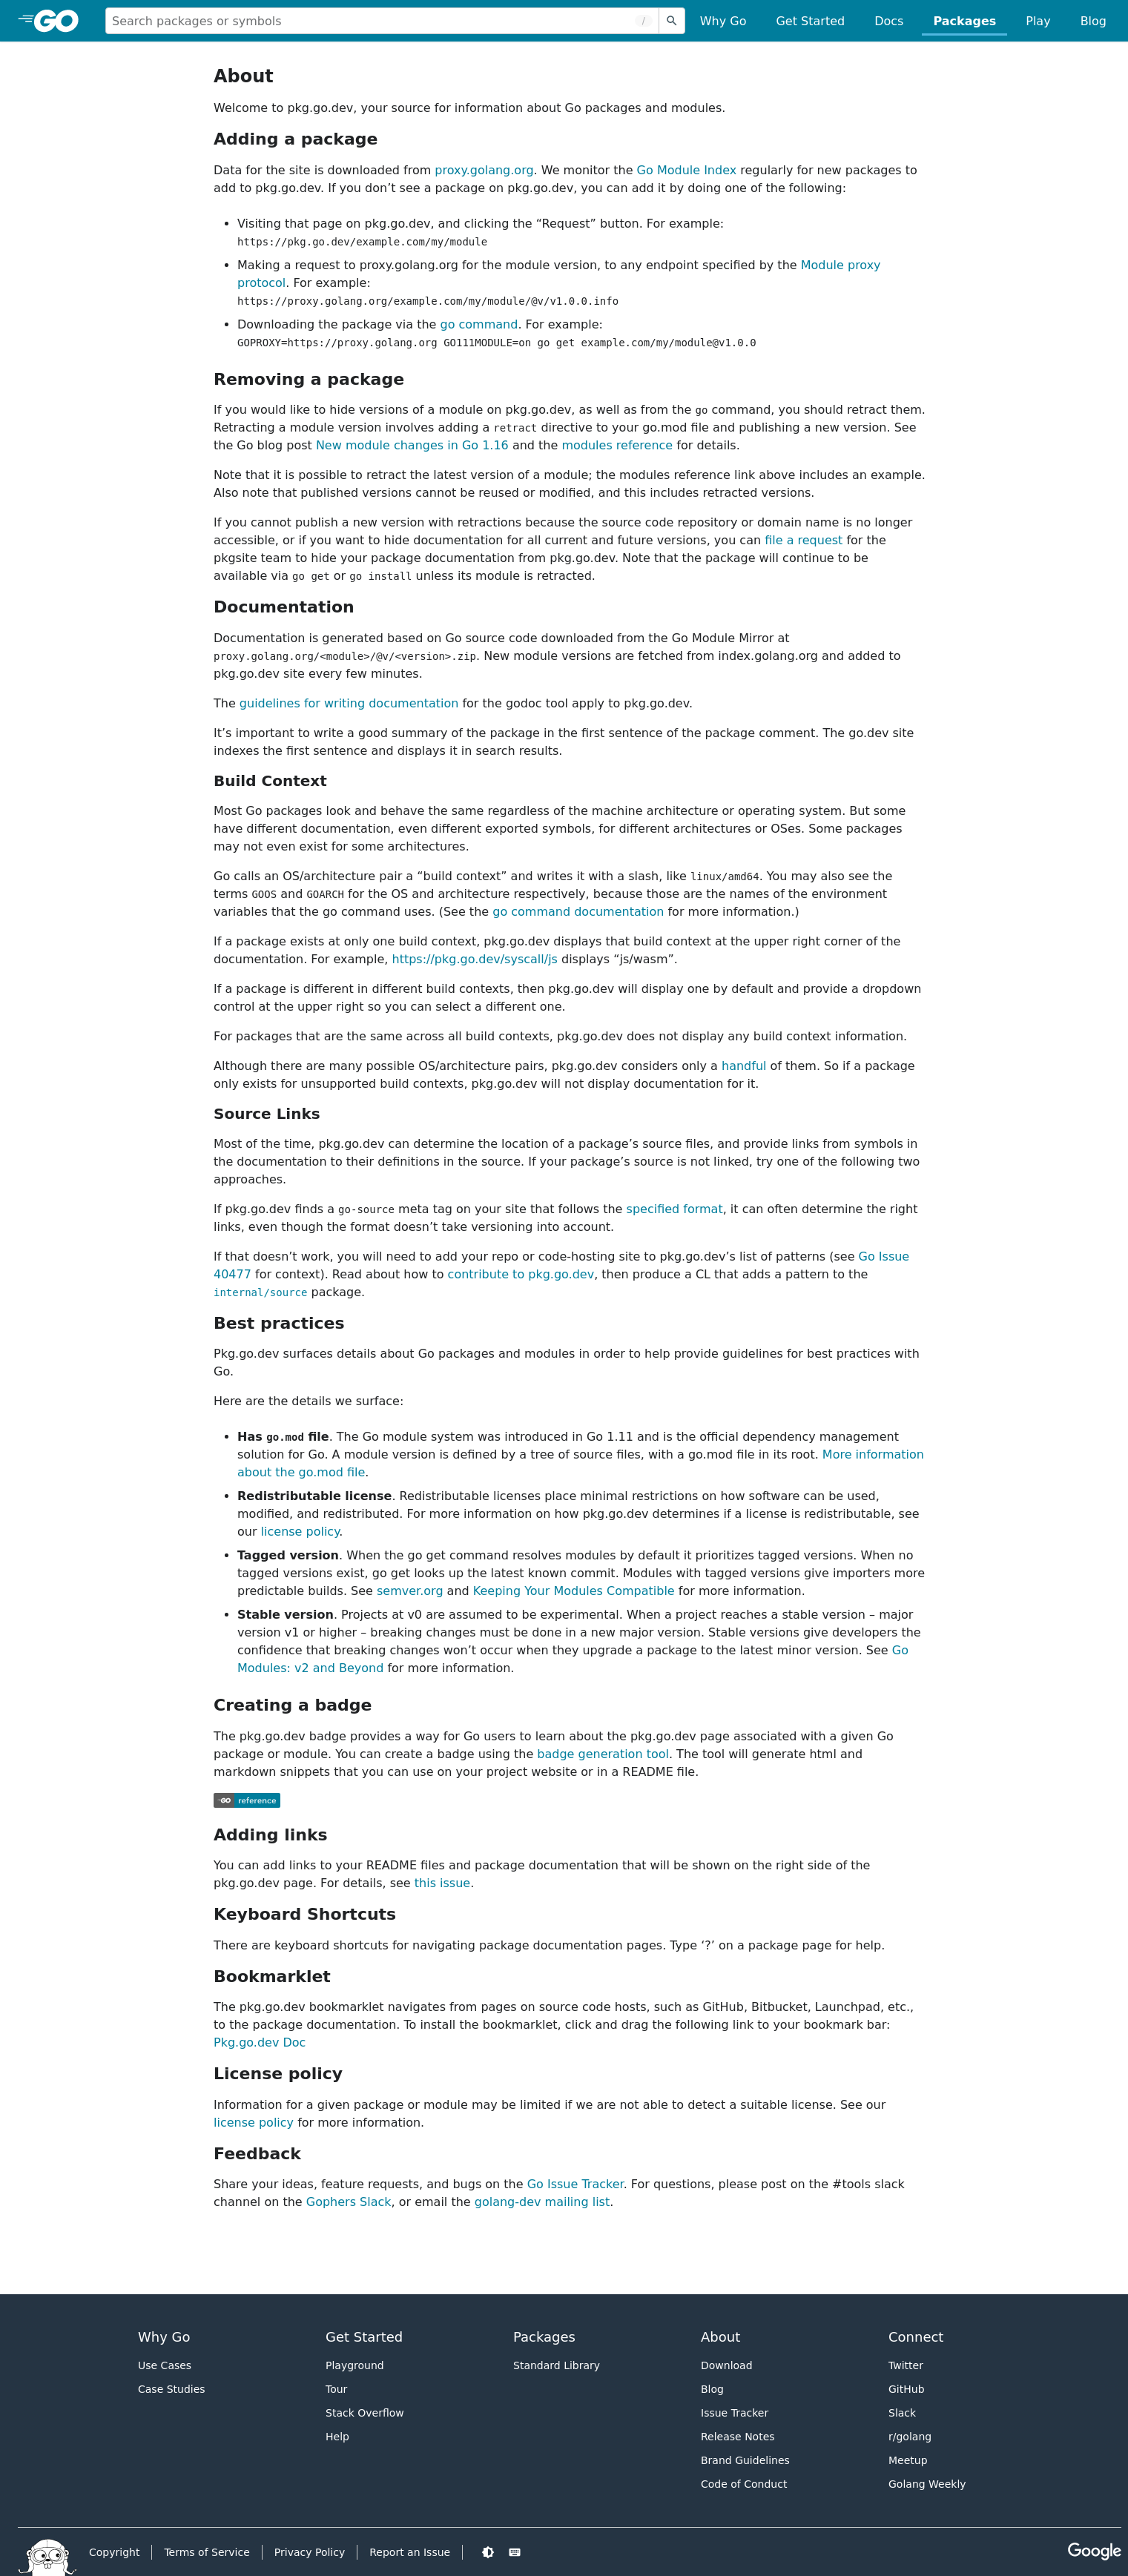 GO
Search packages or symbols
/
Why Go
Get Started
Docs
Packages
Play
Blog
About
Welcome to pkg.go.dev, your source for information about Go packages and modules.
Adding a package
Data for the site is downloaded from proxy.golang.org. We monitor the Go Module Index regularly for new packages to
add to pkg.go.dev. If you don’t see a package on pkg.go.dev, you can add it by doing one of the following:
• Visiting that page on pkg.go.dev, and clicking the “Request” button. For example:
https://pkg.go.dev/example.com/my/module
• Making a request to proxy.golang.org for the module version, to any endpoint specified by the Module proxy
protocol. For example:
https://proxy.golang.org/example.com/my/module/@v/v1.0.0.info
• Downloading the package via the go command. For example:
GOPROXY=https://proxy.golang.org GO111MODULE=on go get example.com/my/module@v1.0.0
Removing a package
If you would like to hide versions of a module on pkg.go.dev, as well as from the go command, you should retract them.
Retracting a module version involves adding a retract directive to your go.mod file and publishing a new version. See
the Go blog post New module changes in Go 1.16 and the modules reference for details.
Note that it is possible to retract the latest version of a module; the modules reference link above includes an example.
Also note that published versions cannot be reused or modified, and this includes retracted versions.
If you cannot publish a new version with retractions because the source code repository or domain name is no longer
accessible, or if you want to hide documentation for all current and future versions, you can file a request for the
pkgsite team to hide your package documentation from pkg.go.dev. Note that the package will continue to be
available via go get or go install unless its module is retracted.
Documentation
Documentation is generated based on Go source code downloaded from the Go Module Mirror at
proxy.golang.org/<module>/@v/<version>.zip. New module versions are fetched from index.golang.org and added to
pkg.go.dev site every few minutes.
The guidelines for writing documentation for the godoc tool apply to pkg.go.dev.
It’s important to write a good summary of the package in the first sentence of the package comment. The go.dev site
indexes the first sentence and displays it in search results.
Build Context
Most Go packages look and behave the same regardless of the machine architecture or operating system. But some
have different documentation, even different exported symbols, for different architectures or OSes. Some packages
may not even exist for some architectures.
Go calls an OS/architecture pair a “build context” and writes it with a slash, like linux/amd64. You may also see the
terms GOOS and GOARCH for the OS and architecture respectively, because those are the names of the environment
variables that the go command uses. (See the go command documentation for more information.)
If a package exists at only one build context, pkg.go.dev displays that build context at the upper right corner of the
documentation. For example, https://pkg.go.dev/syscall/js displays “js/wasm”.
If a package is different in different build contexts, then pkg.go.dev will display one by default and provide a dropdown
control at the upper right so you can select a different one.
For packages that are the same across all build contexts, pkg.go.dev does not display any build context information.
Although there are many possible OS/architecture pairs, pkg.go.dev considers only a handful of them. So if a package
only exists for unsupported build contexts, pkg.go.dev will not display documentation for it.
Source Links
Most of the time, pkg.go.dev can determine the location of a package’s source files, and provide links from symbols in
the documentation to their definitions in the source. If your package’s source is not linked, try one of the following two
approaches.
If pkg.go.dev finds a go-source meta tag on your site that follows the specified format, it can often determine the right
links, even though the format doesn’t take versioning into account.
If that doesn’t work, you will need to add your repo or code-hosting site to pkg.go.dev’s list of patterns (see Go Issue
40477 for context). Read about how to contribute to pkg.go.dev, then produce a CL that adds a pattern to the
internal/source package.
Best practices
Pkg.go.dev surfaces details about Go packages and modules in order to help provide guidelines for best practices with
Go.
Here are the details we surface:
• Has go.mod file. The Go module system was introduced in Go 1.11 and is the official dependency management
solution for Go. A module version is defined by a tree of source files, with a go.mod file in its root. More information
about the go.mod file.
• Redistributable license. Redistributable licenses place minimal restrictions on how software can be used,
modified, and redistributed. For more information on how pkg.go.dev determines if a license is redistributable, see
our license policy.
• Tagged version. When the go get command resolves modules by default it prioritizes tagged versions. When no
tagged versions exist, go get looks up the latest known commit. Modules with tagged versions give importers more
predictable builds. See semver.org and Keeping Your Modules Compatible for more information.
• Stable version. Projects at v0 are assumed to be experimental. When a project reaches a stable version – major
version v1 or higher – breaking changes must be done in a new major version. Stable versions give developers the
confidence that breaking changes won’t occur when they upgrade a package to the latest minor version. See Go
Modules: v2 and Beyond for more information.
Creating a badge
The pkg.go.dev badge provides a way for Go users to learn about the pkg.go.dev page associated with a given Go
package or module. You can create a badge using the badge generation tool. The tool will generate html and
markdown snippets that you can use on your project website or in a README file.
GO reference
Adding links
You can add links to your README files and package documentation that will be shown on the right side of the
pkg.go.dev page. For details, see this issue.
Keyboard Shortcuts
There are keyboard shortcuts for navigating package documentation pages. Type ‘?’ on a package page for help.
Bookmarklet
The pkg.go.dev bookmarklet navigates from pages on source code hosts, such as GitHub, Bitbucket, Launchpad, etc.,
to the package documentation. To install the bookmarklet, click and drag the following link to your bookmark bar:
Pkg.go.dev Doc
License policy
Information for a given package or module may be limited if we are not able to detect a suitable license. See our
license policy for more information.
Feedback
Share your ideas, feature requests, and bugs on the Go Issue Tracker. For questions, please post on the #tools slack
channel on the Gophers Slack, or email the golang-dev mailing list.
Why Go
Use Cases
Case Studies
Get Started
Playground
Tour
Stack Overflow
Help
Packages
Standard Library
About
Download
Blog
Issue Tracker
Release Notes
Brand Guidelines
Code of Conduct
Connect
Twitter
GitHub
Slack
r/golang
Meetup
Golang Weekly
Copyright
Terms of Service
Privacy Policy
Report an Issue
Google